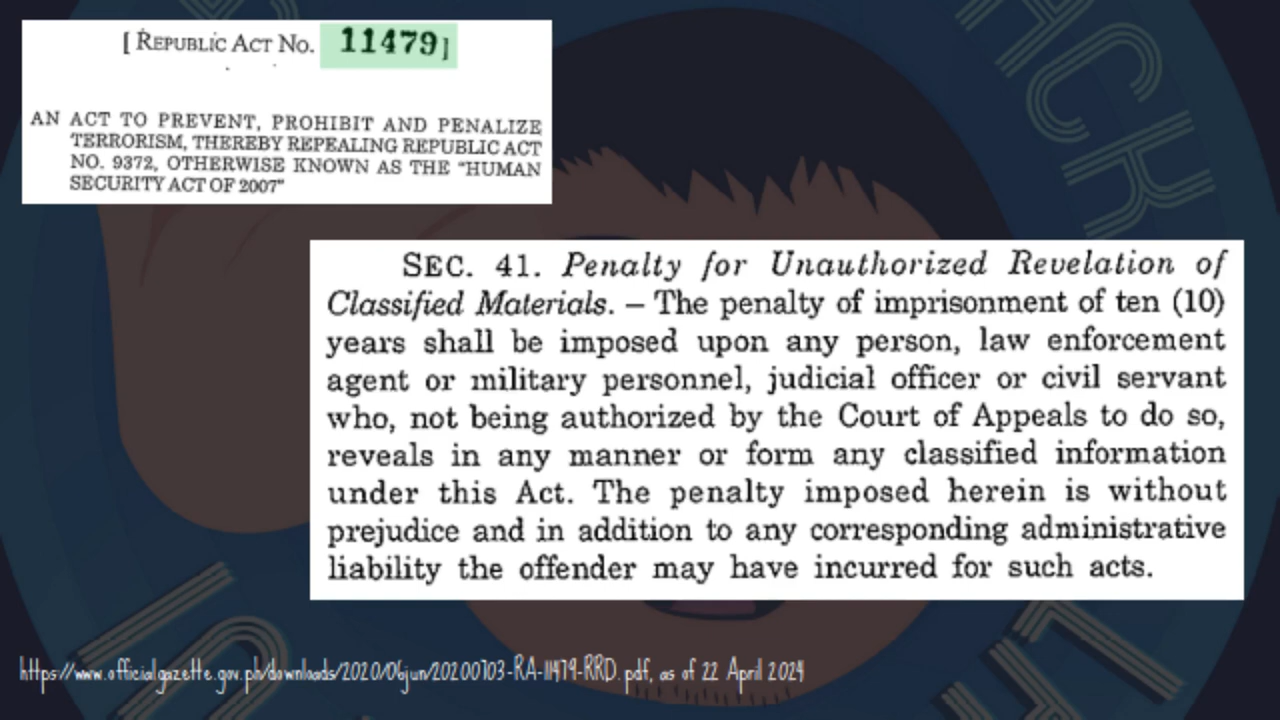 [ REPUBLIC ACT NO. 11479 ]
AN ACT TO PREVENT, PROHIBIT AND PENALIZE
TERRORISM, THEREBY REPEALING REPUBLIC ACT
NO. 9372, OTHERWISE KNOWN AS THE “HUMAN
SECURITY ACT OF 2007”
SEC. 41. Penalty for Unauthorized Revelation of
Classified Materials. – The penalty of imprisonment of ten (10)
years shall be imposed upon any person, law enforcement
agent or military personnel, judicial officer or civil servant
who, not being authorized by the Court of Appeals to do so,
reveals in any manner or form any classified information
under this Act. The penalty imposed herein is without
prejudice and in addition to any corresponding administrative
liability the offender may have incurred for such acts.
https://www.officialgazette.gov.ph/downloads/2020/06jun/20200703-RA-11479-RRD.pdf, as of 22 April 2024